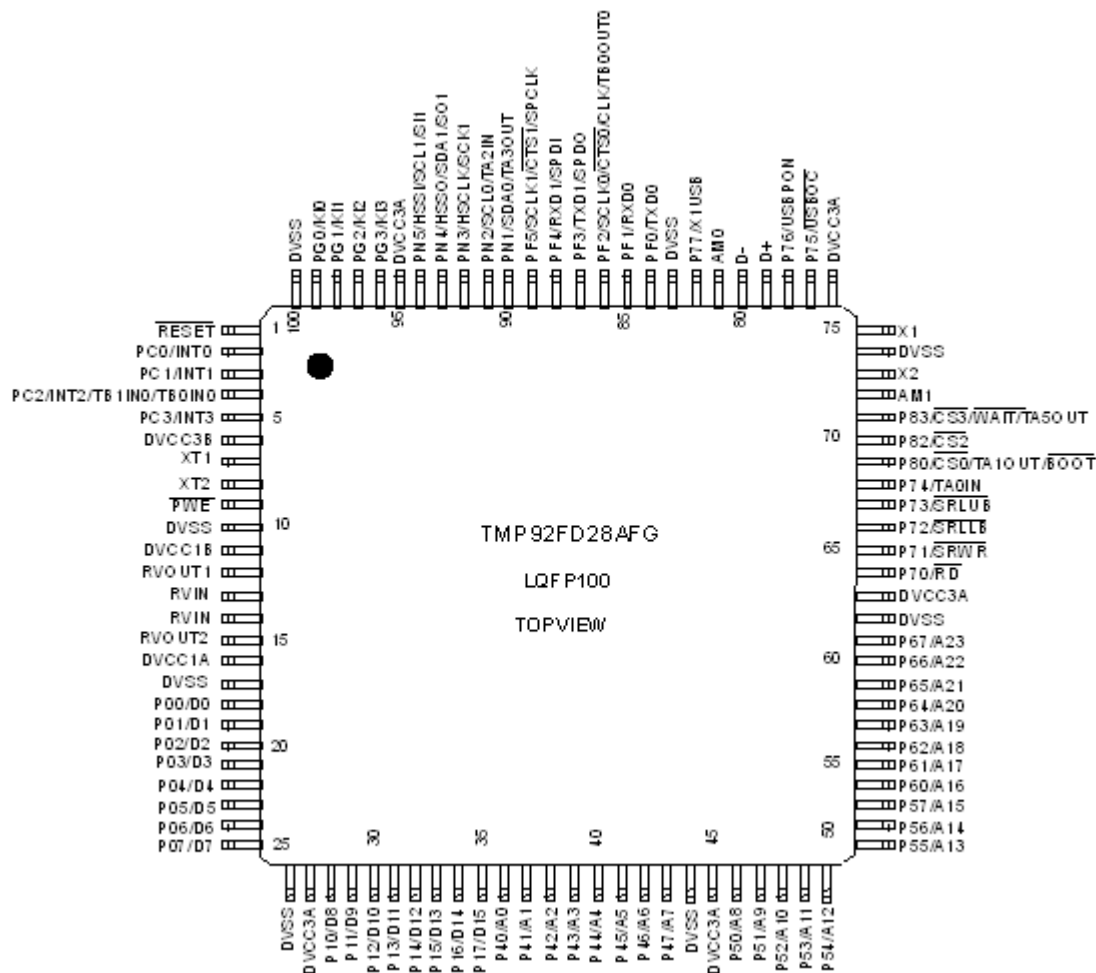 DVSS
PG0/KI0
PG1/KI1
PG2/KI2
PG3/KI3
DVCC3A
PN5/HSSI/SCL1/SI1
PN4/HSSO/SDA1/SO1
PN3/HSCLK/SCK1
PN2/SCL0/TA2IN
PN1/SDA0/TA3OUT
PF5/SCLK1/CTS1/SPCLK
PF4/RXD1/SPDI
PF3/TXD1/SPDO
PF2/SCLK0/CTS0/CLK/TB0OUT0
PF1/RXD0
PF0/TXD0
DVSS
P77/X1USB
AM0
D-
D+
P76/USBPON
P75/USBOC
DVCC3A
100
95
90
85
80
RESET
PC0/INT0
PC1/INT1
PC2/INT2/TB1IN0/TB0IN0
PC3/INT3
DVCC3B
XT1
XT2
PWE
DVSS
DVCC1B
RVOUT1
RVIN
RVIN
RVOUT2
DVCC1A
DVSS
P00/D0
P01/D1
P02/D2
P03/D3
P04/D4
P05/D5
P06/D6
P07/D7
1
5
10
15
20
25
TMP92FD28AFG
LQFP100
TOPVIEW
75
70
65
60
55
50
X1
DVSS
X2
AM1
P83/CS3/WAIT/TA5OUT
P82/CS2
P80/CS0/TA1OUT/BOOT
P74/TA0IN
P73/SRLUB
P72/SRLLB
P71/SRWR
P70/RD
DVCC3A
DVSS
P67/A23
P66/A22
P65/A21
P64/A20
P63/A19
P62/A18
P61/A17
P60/A16
P57/A15
P56/A14
P55/A13
30
35
40
45
DVSS
DVCC3A
P10/D8
P11/D9
P12/D10
P13/D11
P14/D12
P15/D13
P16/D14
P17/D15
P40/A0
P41/A1
P42/A2
P43/A3
P44/A4
P45/A5
P46/A6
P47/A7
DVSS
DVCC3A
P50/A8
P51/A9
P52/A10
P53/A11
P54/A12